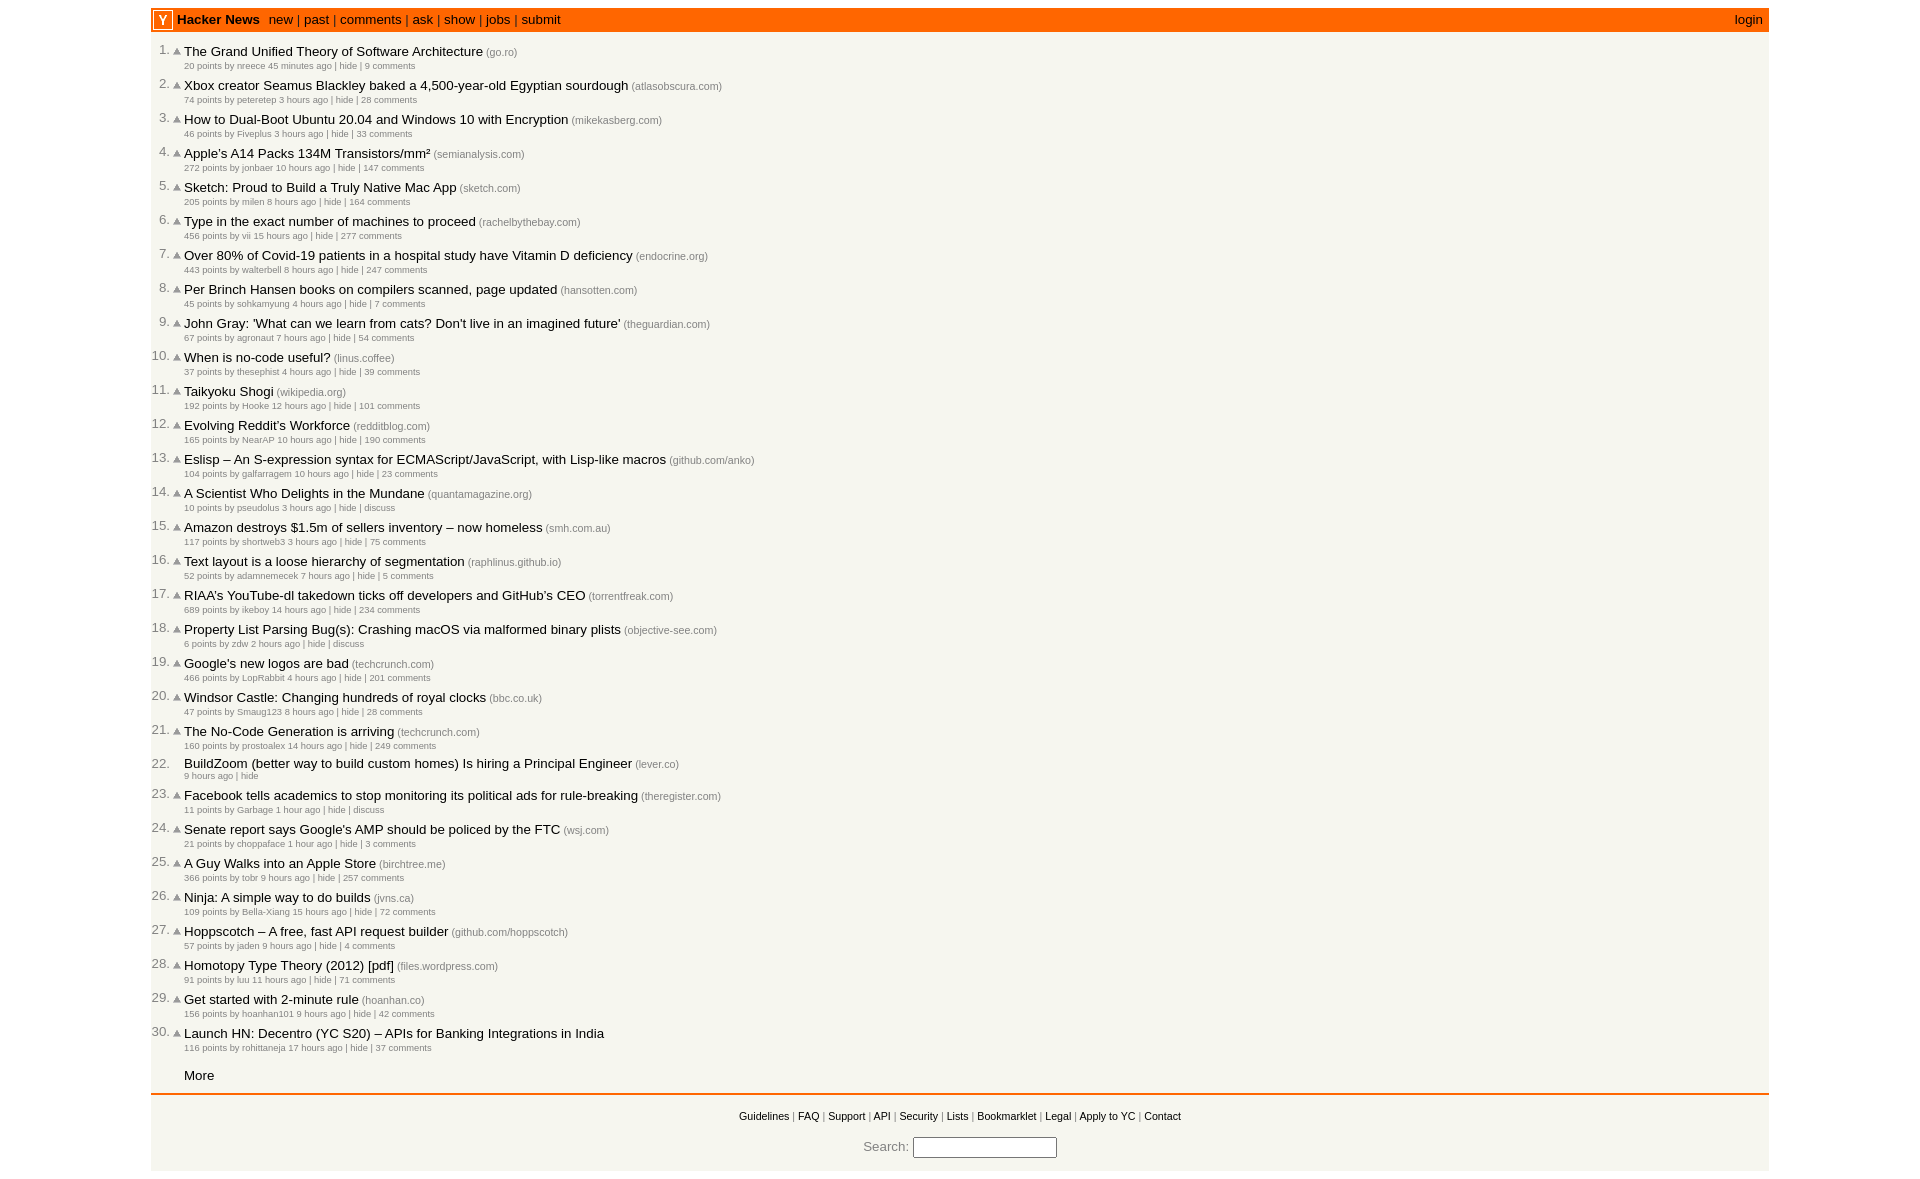 Y Hacker News new | past | comments | ask | show | jobs | submit login
1. The Grand Unified Theory of Software Architecture (go.ro)
20 points by nreece 45 minutes ago | hide | 9 comments
2. Xbox creator Seamus Blackley baked a 4,500-year-old Egyptian sourdough (atlasobscura.com)
74 points by peteretep 3 hours ago | hide | 28 comments
3. How to Dual-Boot Ubuntu 20.04 and Windows 10 with Encryption (mikekasberg.com)
46 points by Fiveplus 3 hours ago | hide | 33 comments
4. Apple's A14 Packs 134M Transistors/mm² (semianalysis.com)
272 points by jonbaer 10 hours ago | hide | 147 comments
5. Sketch: Proud to Build a Truly Native Mac App (sketch.com)
205 points by milen 8 hours ago | hide | 164 comments
6. Type in the exact number of machines to proceed (rachelbythebay.com)
456 points by vii 15 hours ago | hide | 277 comments
7. Over 80% of Covid-19 patients in a hospital study have Vitamin D deficiency (endocrine.org)
443 points by walterbell 8 hours ago | hide | 247 comments
8. Per Brinch Hansen books on compilers scanned, page updated (hansotten.com)
45 points by sohkamyung 4 hours ago | hide | 7 comments
9. John Gray: 'What can we learn from cats? Don't live in an imagined future' (theguardian.com)
67 points by agronaut 7 hours ago | hide | 54 comments
10. When is no-code useful? (linus.coffee)
37 points by thesephist 4 hours ago | hide | 39 comments
11. Taikyoku Shogi (wikipedia.org)
192 points by Hooke 12 hours ago | hide | 101 comments
12. Evolving Reddit's Workforce (redditblog.com)
165 points by NearAP 10 hours ago | hide | 190 comments
13. Eslisp – An S-expression syntax for ECMAScript/JavaScript, with Lisp-like macros (github.com/anko)
104 points by galfarragem 10 hours ago | hide | 23 comments
14. A Scientist Who Delights in the Mundane (quantamagazine.org)
10 points by pseudolus 3 hours ago | hide | discuss
15. Amazon destroys $1.5m of sellers inventory – now homeless (smh.com.au)
117 points by shortweb3 3 hours ago | hide | 75 comments
16. Text layout is a loose hierarchy of segmentation (raphlinus.github.io)
52 points by adamnemecek 7 hours ago | hide | 5 comments
17. RIAA's YouTube-dl takedown ticks off developers and GitHub's CEO (torrentfreak.com)
689 points by ikeboy 14 hours ago | hide | 234 comments
18. Property List Parsing Bug(s): Crashing macOS via malformed binary plists (objective-see.com)
6 points by zdw 2 hours ago | hide | discuss
19. Google's new logos are bad (techcrunch.com)
466 points by LopRabbit 4 hours ago | hide | 201 comments
20. Windsor Castle: Changing hundreds of royal clocks (bbc.co.uk)
47 points by Smaug123 8 hours ago | hide | 28 comments
21. The No-Code Generation is arriving (techcrunch.com)
160 points by prostoalex 14 hours ago | hide | 249 comments
22. BuildZoom (better way to build custom homes) Is hiring a Principal Engineer (lever.co)
9 hours ago | hide
23. Facebook tells academics to stop monitoring its political ads for rule-breaking (theregister.com)
11 points by Garbage 1 hour ago | hide | discuss
24. Senate report says Google's AMP should be policed by the FTC (wsj.com)
21 points by choppaface 1 hour ago | hide | 3 comments
25. A Guy Walks into an Apple Store (birchtree.me)
366 points by tobr 9 hours ago | hide | 257 comments
26. Ninja: A simple way to do builds (jvns.ca)
109 points by Bella-Xiang 15 hours ago | hide | 72 comments
27. Hoppscotch – A free, fast API request builder (github.com/hoppscotch)
57 points by jaden 9 hours ago | hide | 4 comments
28. Homotopy Type Theory (2012) [pdf] (files.wordpress.com)
91 points by luu 11 hours ago | hide | 71 comments
29. Get started with 2-minute rule (hoanhan.co)
156 points by hoanhan101 9 hours ago | hide | 42 comments
30. Launch HN: Decentro (YC S20) – APIs for Banking Integrations in India
116 points by rohittaneja 17 hours ago | hide | 37 comments
More
Guidelines | FAQ | Support | API | Security | Lists | Bookmarklet | Legal | Apply to YC | Contact
Search: